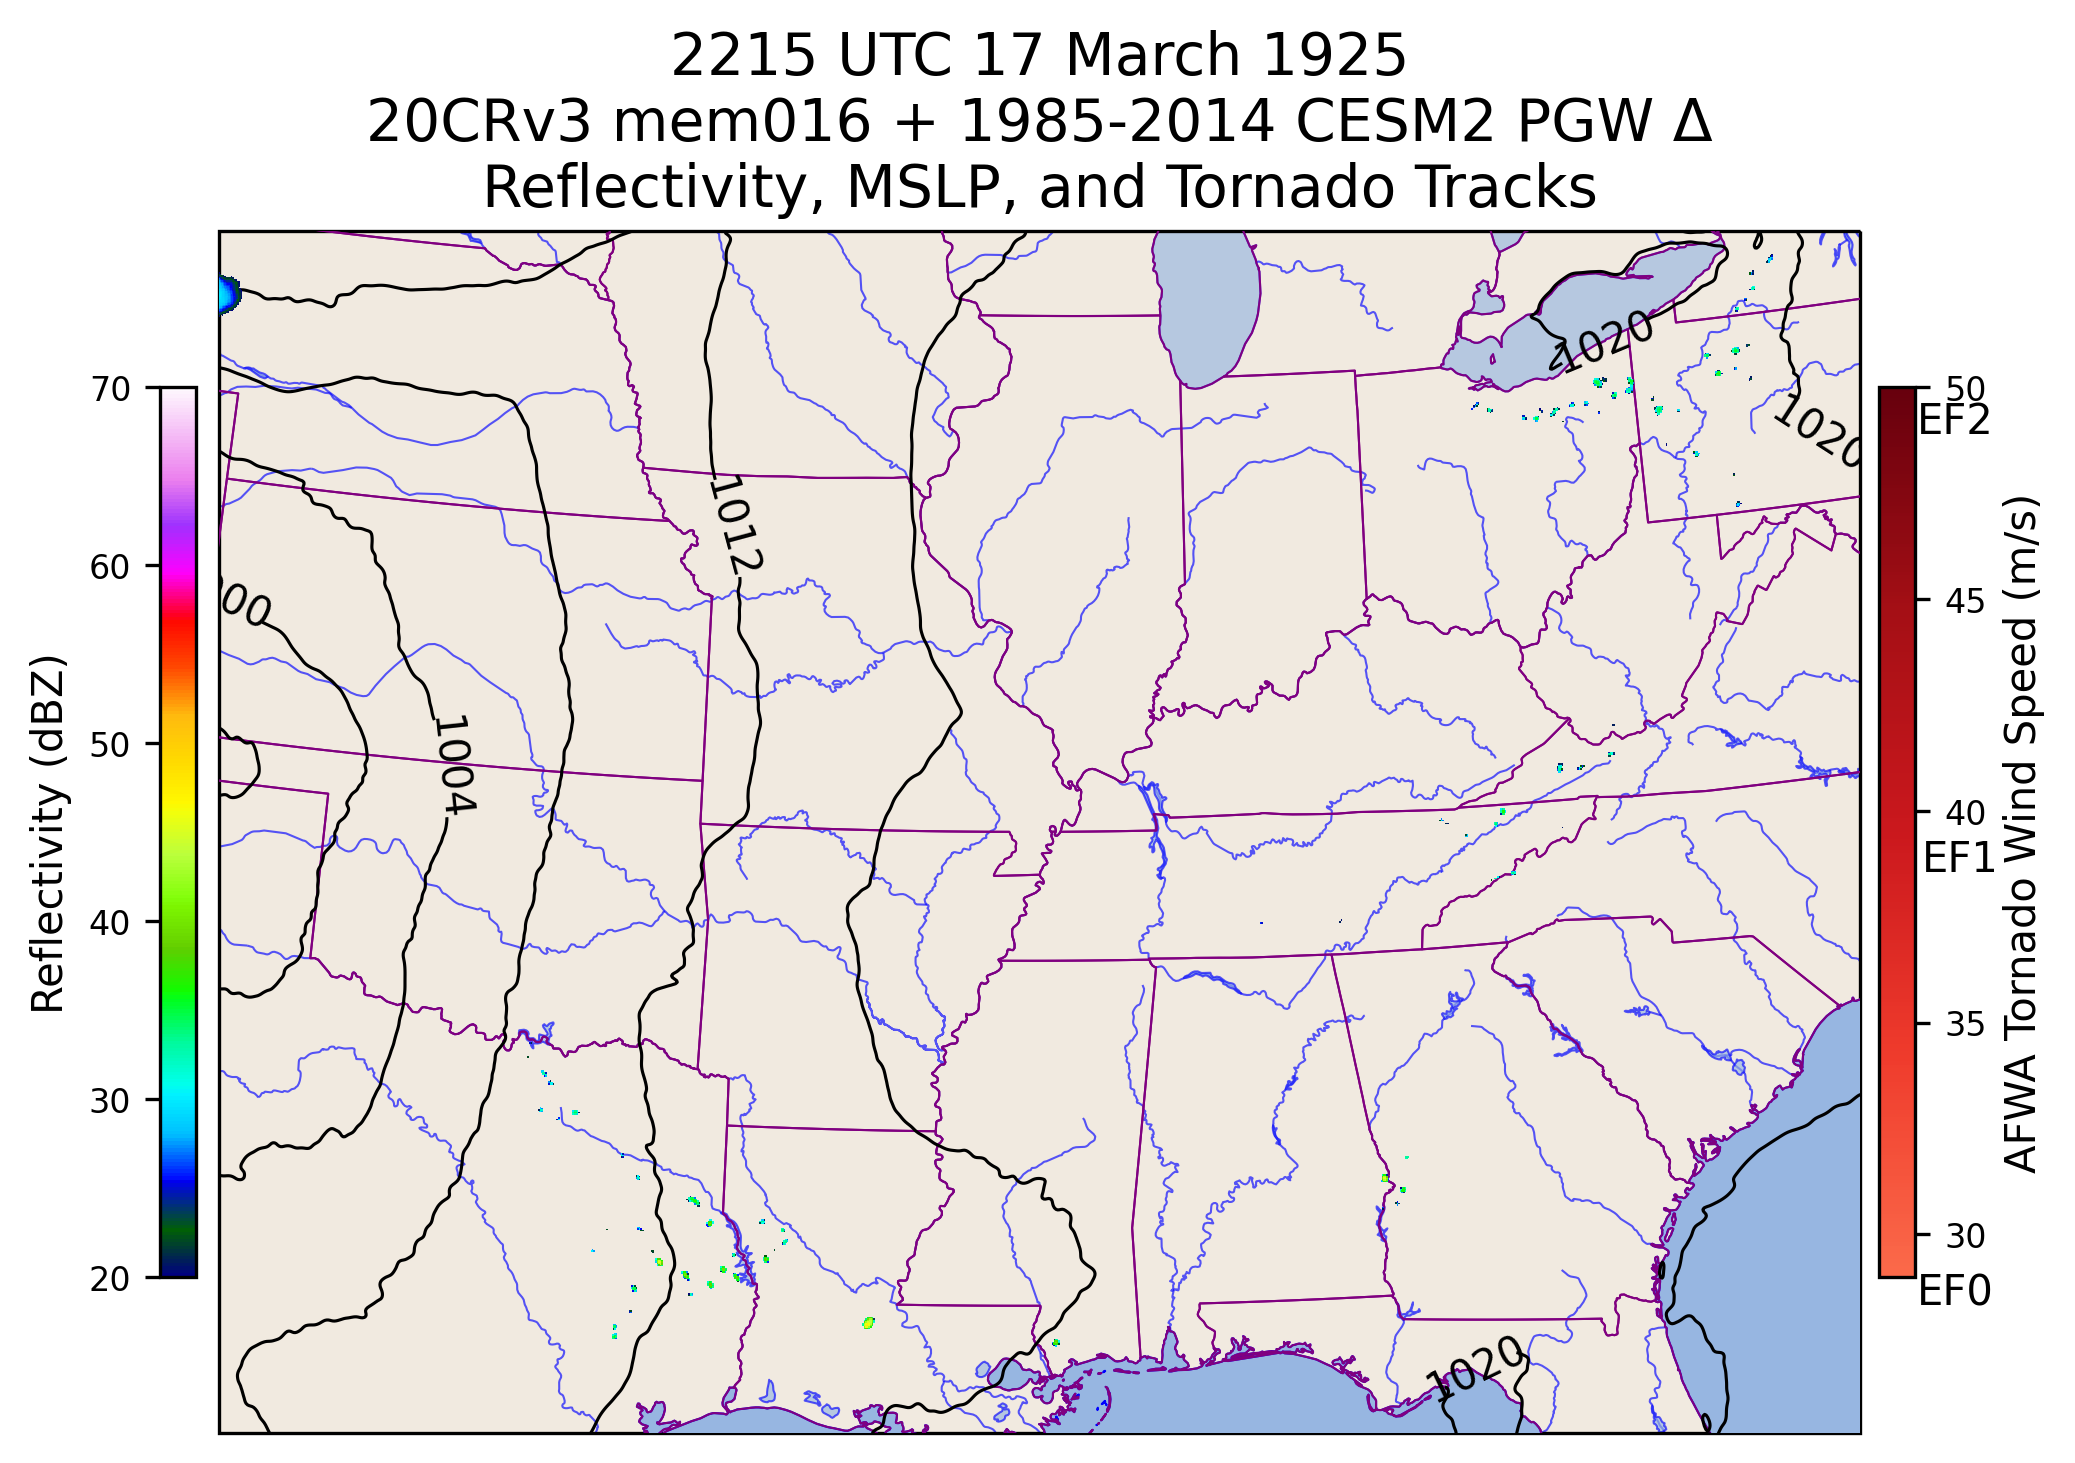 2215 UTC 17 March 1925
20CRv3 mem016 + 1985-2014 CESM2 PGW Δ
Reflectivity, MSLP, and Tornado Tracks
70
60
50
40
30
20
Reflectivity (dBZ)
1020
1020
1012
00
1004
1020
50
EF2
45
40
EF1
35
30
EF0
AFWA Tornado Wind Speed (m/s)